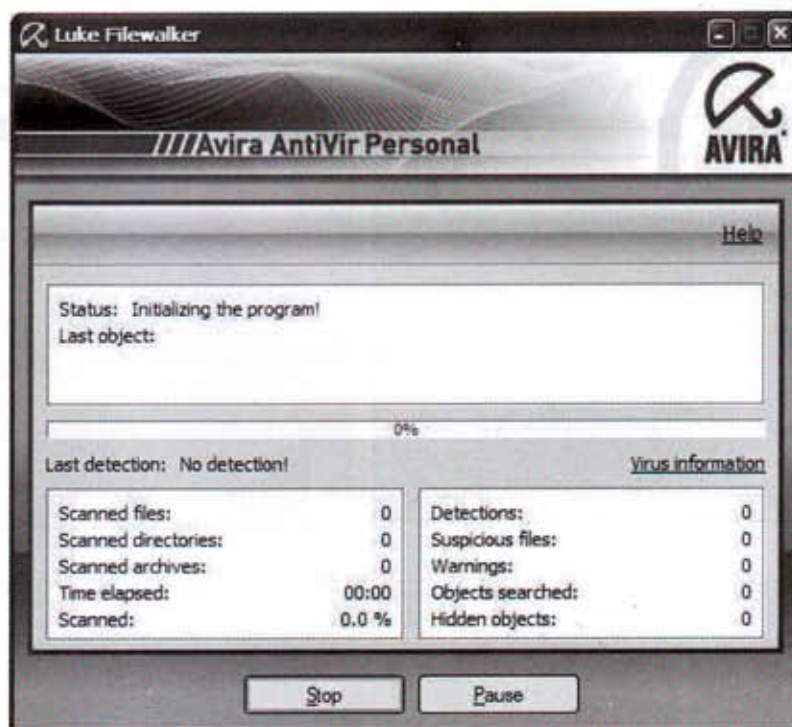 Luke Filewalker
////Avira AntiVir Personal
AVIRA
Help
Status: Initializing the program!
Last object:
0%
Last detection: No detection!
Virus information
Scanned files: 0
Scanned directories: 0
Scanned archives: 0
Time elapsed: 00:00
Scanned: 0.0 %
Detections: 0
Suspicious files: 0
Warnings: 0
Objects searched: 0
Hidden objects: 0
Stop
Pause